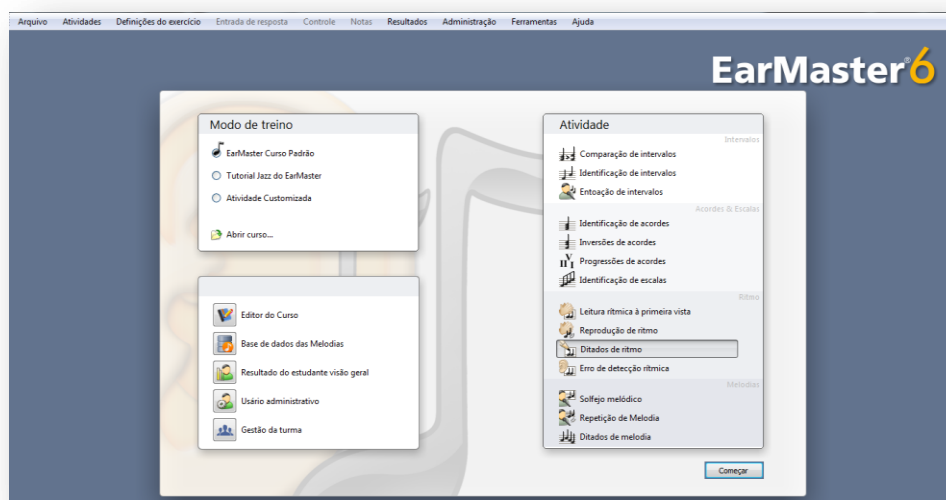 Arquivo Atividades Definições do exercício Entrada de resposta Controle Notas Resultados Administração Ferramentas Ajuda
EarMaster®6
Modo de treino
EarMaster Curso Padrão
Tutorial Jazz do EarMaster
Atividade Customizada
Abrir curso...
Editor do Curso
Base de dados das Melodias
Resultado do estudante visão geral
Usário administrativo
Gestão da turma
Atividade
Intervalos
Comparação de intervalos
Identificação de intervalos
Entoação de intervalos
Acordes & Escalas
Identificação de acordes
Inversões de acordes
Progressões de acordes
Identificação de escalas
Ritmo
Leitura rítmica à primeira vista
Reprodução de ritmo
Ditados de ritmo
Erro de detecção rítmica
Melodias
Solfejo melódico
Repetição de Melodia
Ditados de melodia
Começar